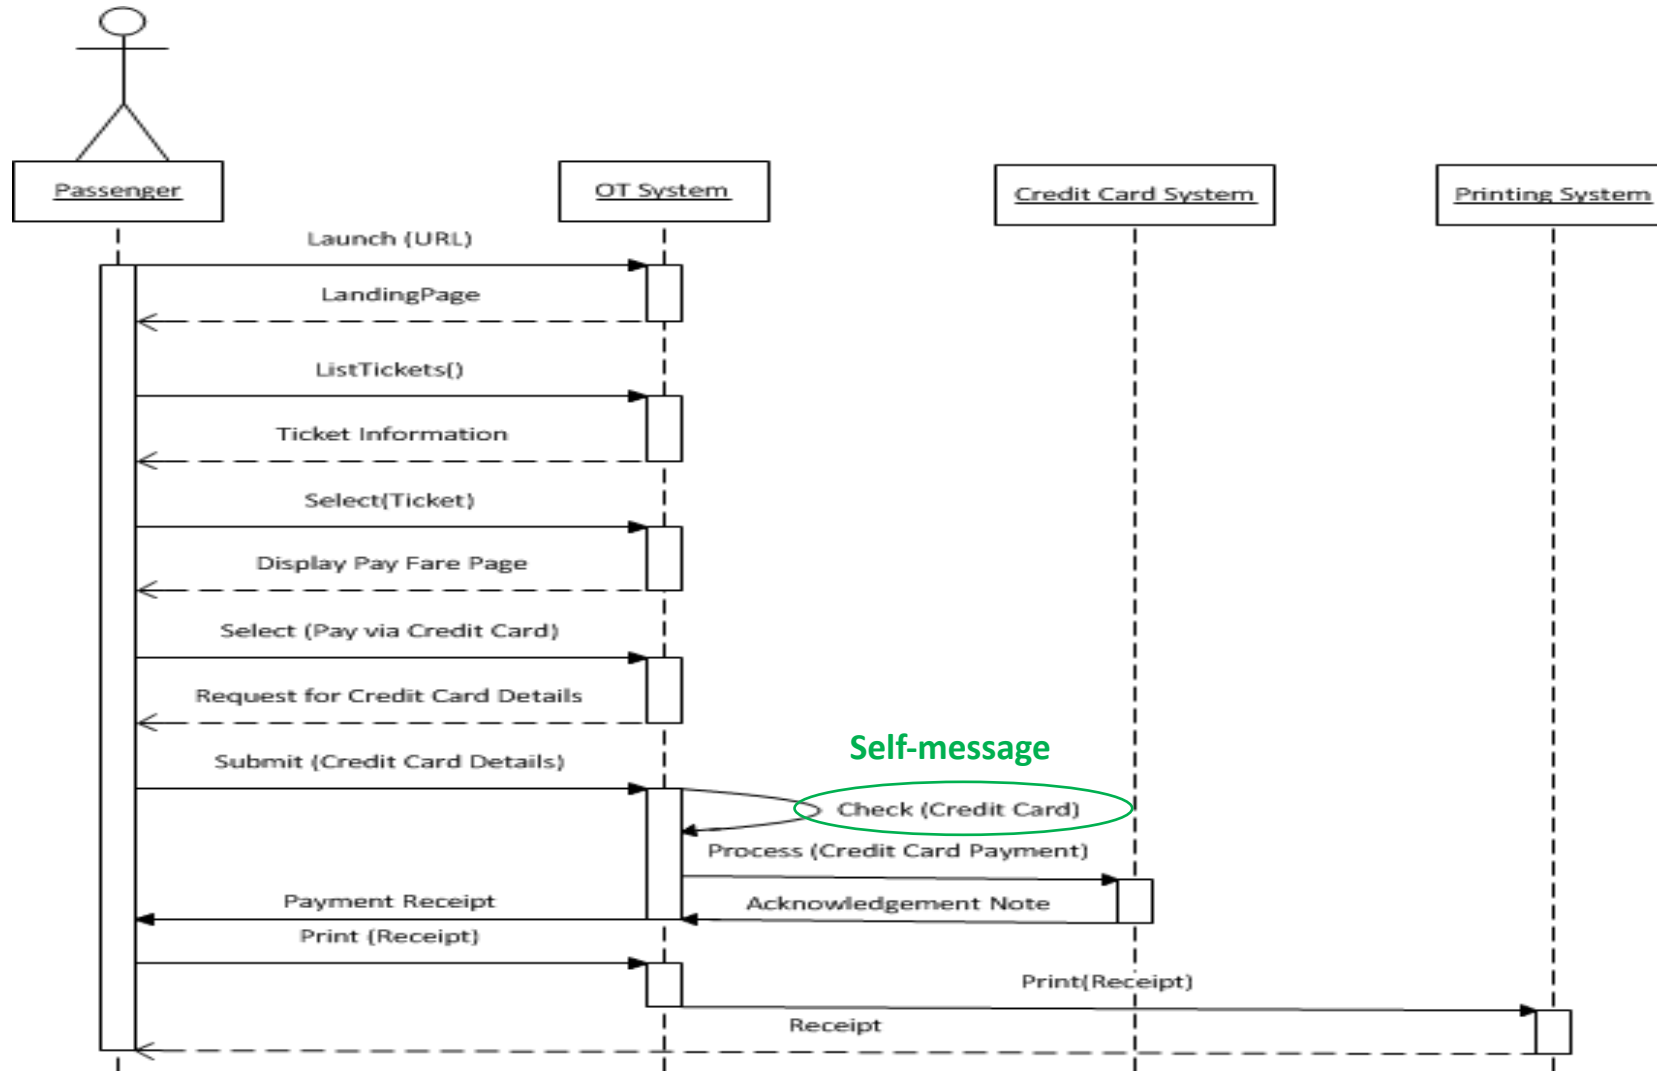 Passenger
OT System
Credit Card System
Printing System
Launch (URL)
LandingPage
ListTickets()
Ticket Information
Select(Ticket)
Display Pay Fare Page
Select (Pay via Credit Card)
Request for Credit Card Details
Self-message
Submit (Credit Card Details)
Check (Credit Card)
Process (Credit Card Payment)
Payment Receipt
Acknowledgement Note
Print (Receipt)
Print(Receipt)
Receipt